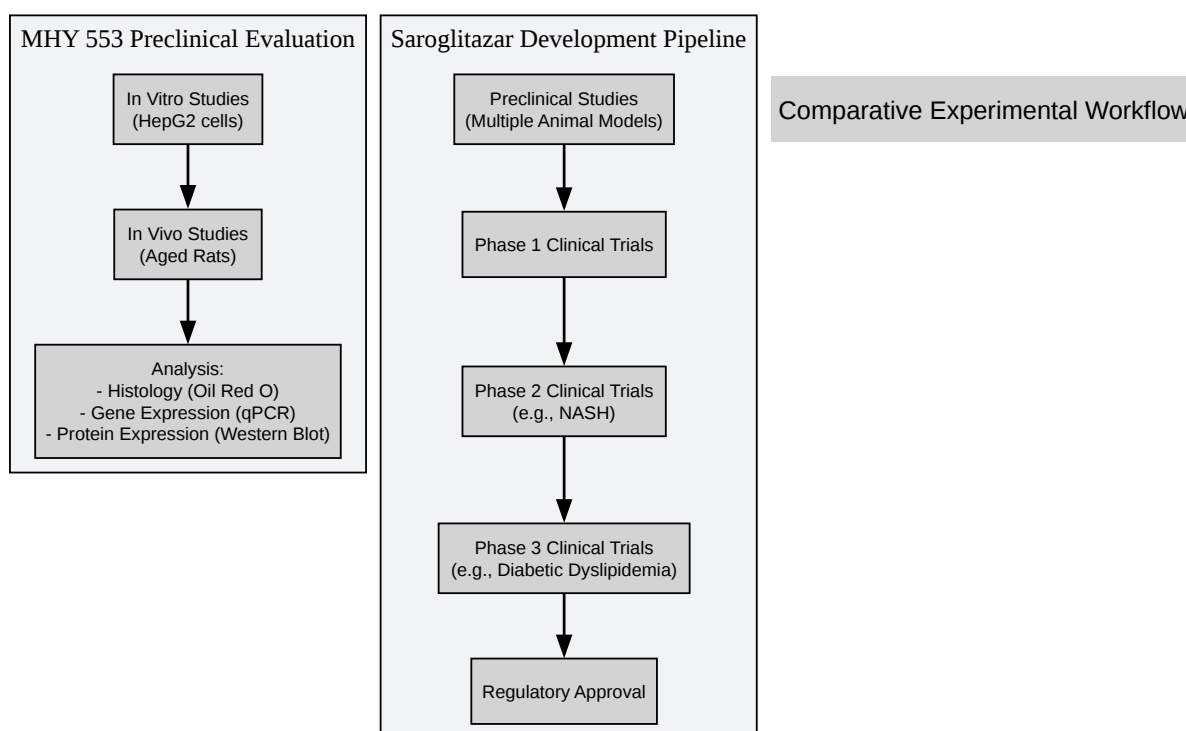 MHY 553 Preclinical Evaluation
In Vitro Studies
(HepG2 cells)
In Vivo Studies
(Aged Rats)
Analysis:
- Histology (Oil Red O)
- Gene Expression (qPCR)
- Protein Expression (Western Blot)
Saroglitazar Development Pipeline
Preclinical Studies
(Multiple Animal Models)
Phase 1 Clinical Trials
Phase 2 Clinical Trials
(e.g., NASH)
Phase 3 Clinical Trials
(e.g., Diabetic Dyslipidemia)
Regulatory Approval
Comparative Experimental Workflow